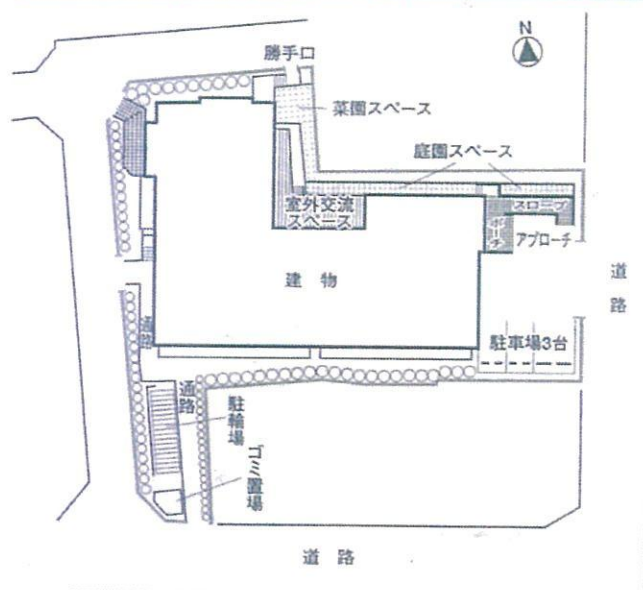 N
勝手口
菜園スペース
庭園スペース
室外交流
スペース
スロープ
ポーチ
アプローチ
道路
建物
通路
駐車場3台
通路
駐輪場
ゴミ置場
道路